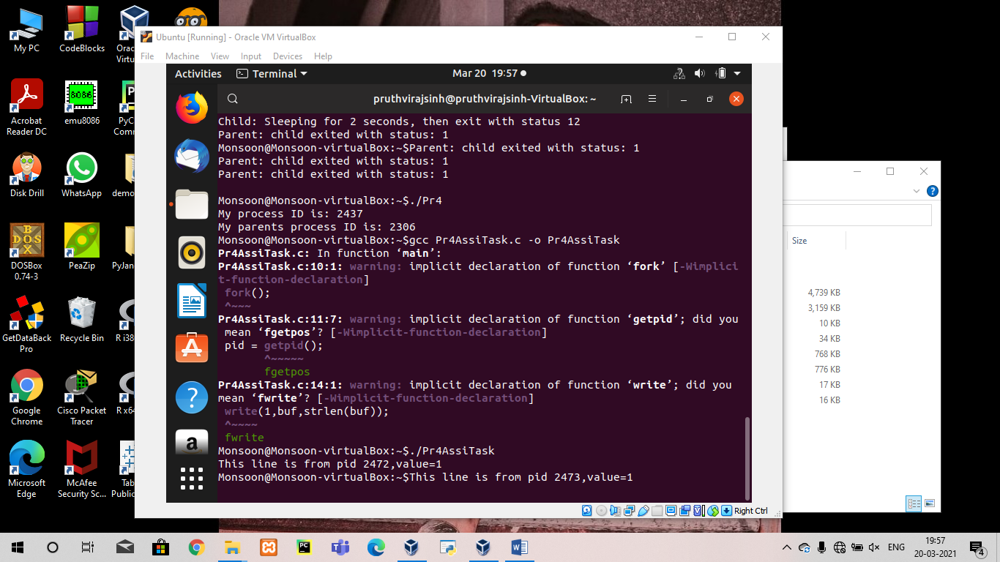 My PC
CodeBlocks
Orac
Virtu
Acrobat
Reader DC
8086
emu8086
PyC
Comm
Disk Drill
WhatsApp
demo
DOSBox
0.74-3
PeaZip
PyJan
GetDataBack
Pro
Recycle Bin
R i38
Google
Chrome
Cisco Packet
Tracer
R x64
Microsoft
Edge
McAfee
Security Sc...
Tab
Public
Ubuntu [Running] - Oracle VM VirtualBox
File Machine View Input Devices Help
Activities Terminal Mar 20 19:57
pruthvirajsinh@pruthvirajsinh-VirtualBox: ~
Child: Sleeping for 2 seconds, then exit with status 12
Parent: child exited with status: 1
Monsoon@Monsoon-virtualBox:~$Parent: child exited with status: 1
Parent: child exited with status: 1
Parent: child exited with status: 1
Monsoon@Monsoon-virtualBox:~$./Pr4
My process ID is: 2437
My parents process ID is: 2306
Monsoon@Monsoon-virtualBox:~$gcc Pr4AssiTask.c -o Pr4AssiTask
Pr4AssiTask.c: In function ‘main’:
Pr4AssiTask.c:10:1: warning: implicit declaration of function ‘fork’ [-Wimplici
t-function-declaration]
fork();
^~~~
Pr4AssiTask.c:11:7: warning: implicit declaration of function ‘getpid’; did you
mean ‘fgetpos’? [-Wimplicit-function-declaration]
pid = getpid();
^~~~~~
fgetpos
Pr4AssiTask.c:14:1: warning: implicit declaration of function ‘write’; did you
mean ‘fwrite’? [-Wimplicit-function-declaration]
write(1,buf,strlen(buf));
^~~~~
fwrite
Monsoon@Monsoon-virtualBox:~$./Pr4AssiTask
This line is from pid 2472,value=1
Monsoon@Monsoon-virtualBox:~$This line is from pid 2473,value=1
Right Ctrl
Size
4,739 KB
3,159 KB
10 KB
34 KB
768 KB
776 KB
17 KB
16 KB
ENG
19:57
20-03-2021
4